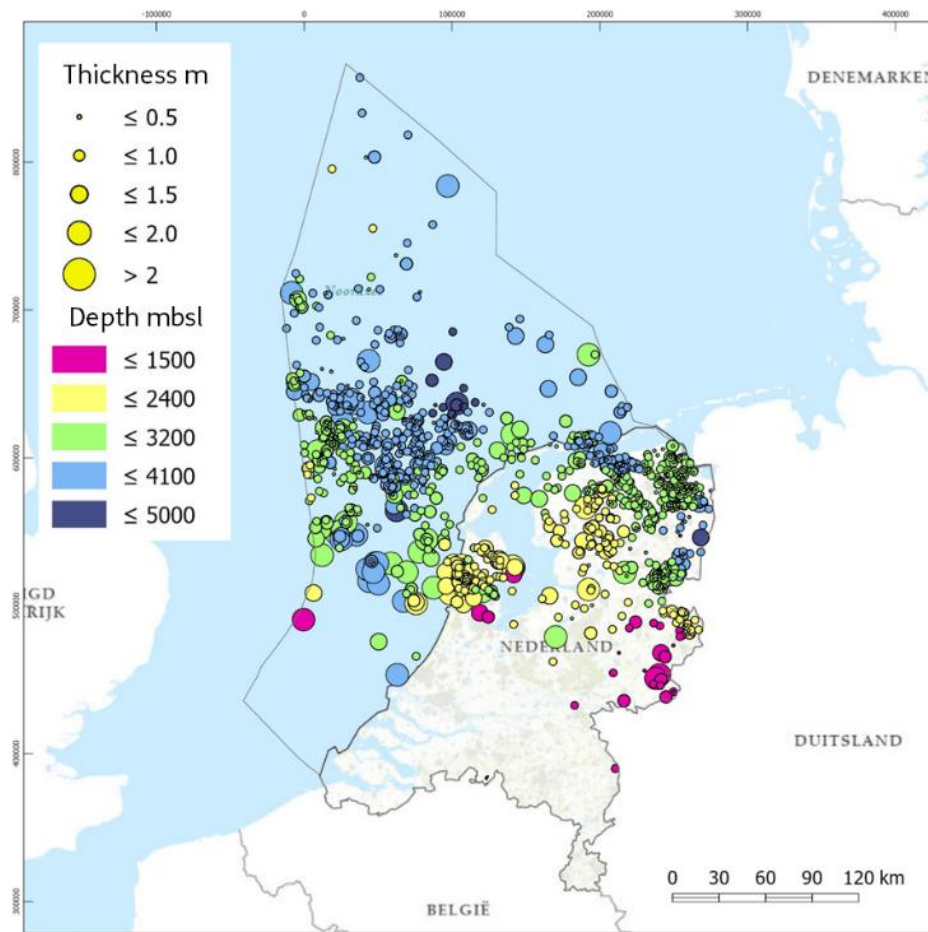 -100000
0
100000
200000
300000
400000
Thickness m
≤ 0.5
≤ 1.0
≤ 1.5
≤ 2.0
> 2
Depth mbsl
≤ 1500
≤ 2400
≤ 3200
≤ 4100
≤ 5000
DENEMARKEN
800000
700000
600000
500000
400000
300000
IGD
RIJK
NEDERLAND
DUITSLAND
BELGIË
0 30 60 90 120 km